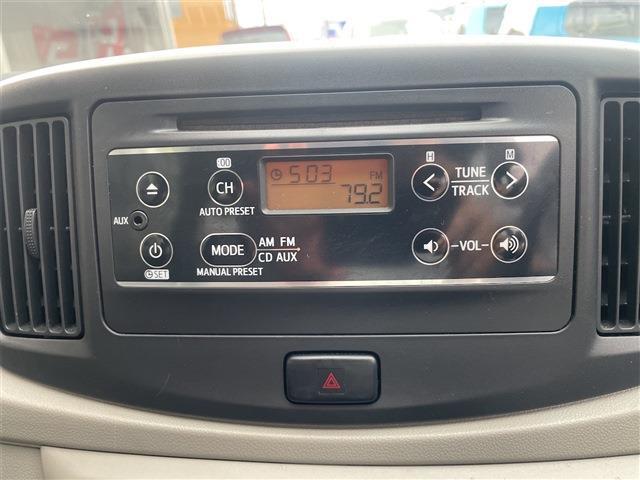 :00
H
M
5:03
FM
79.2
CH
TUNE
TRACK
AUTO PRESET
AUX
MODE
AM FM
CD AUX
-VOL-
SET
MANUAL PRESET